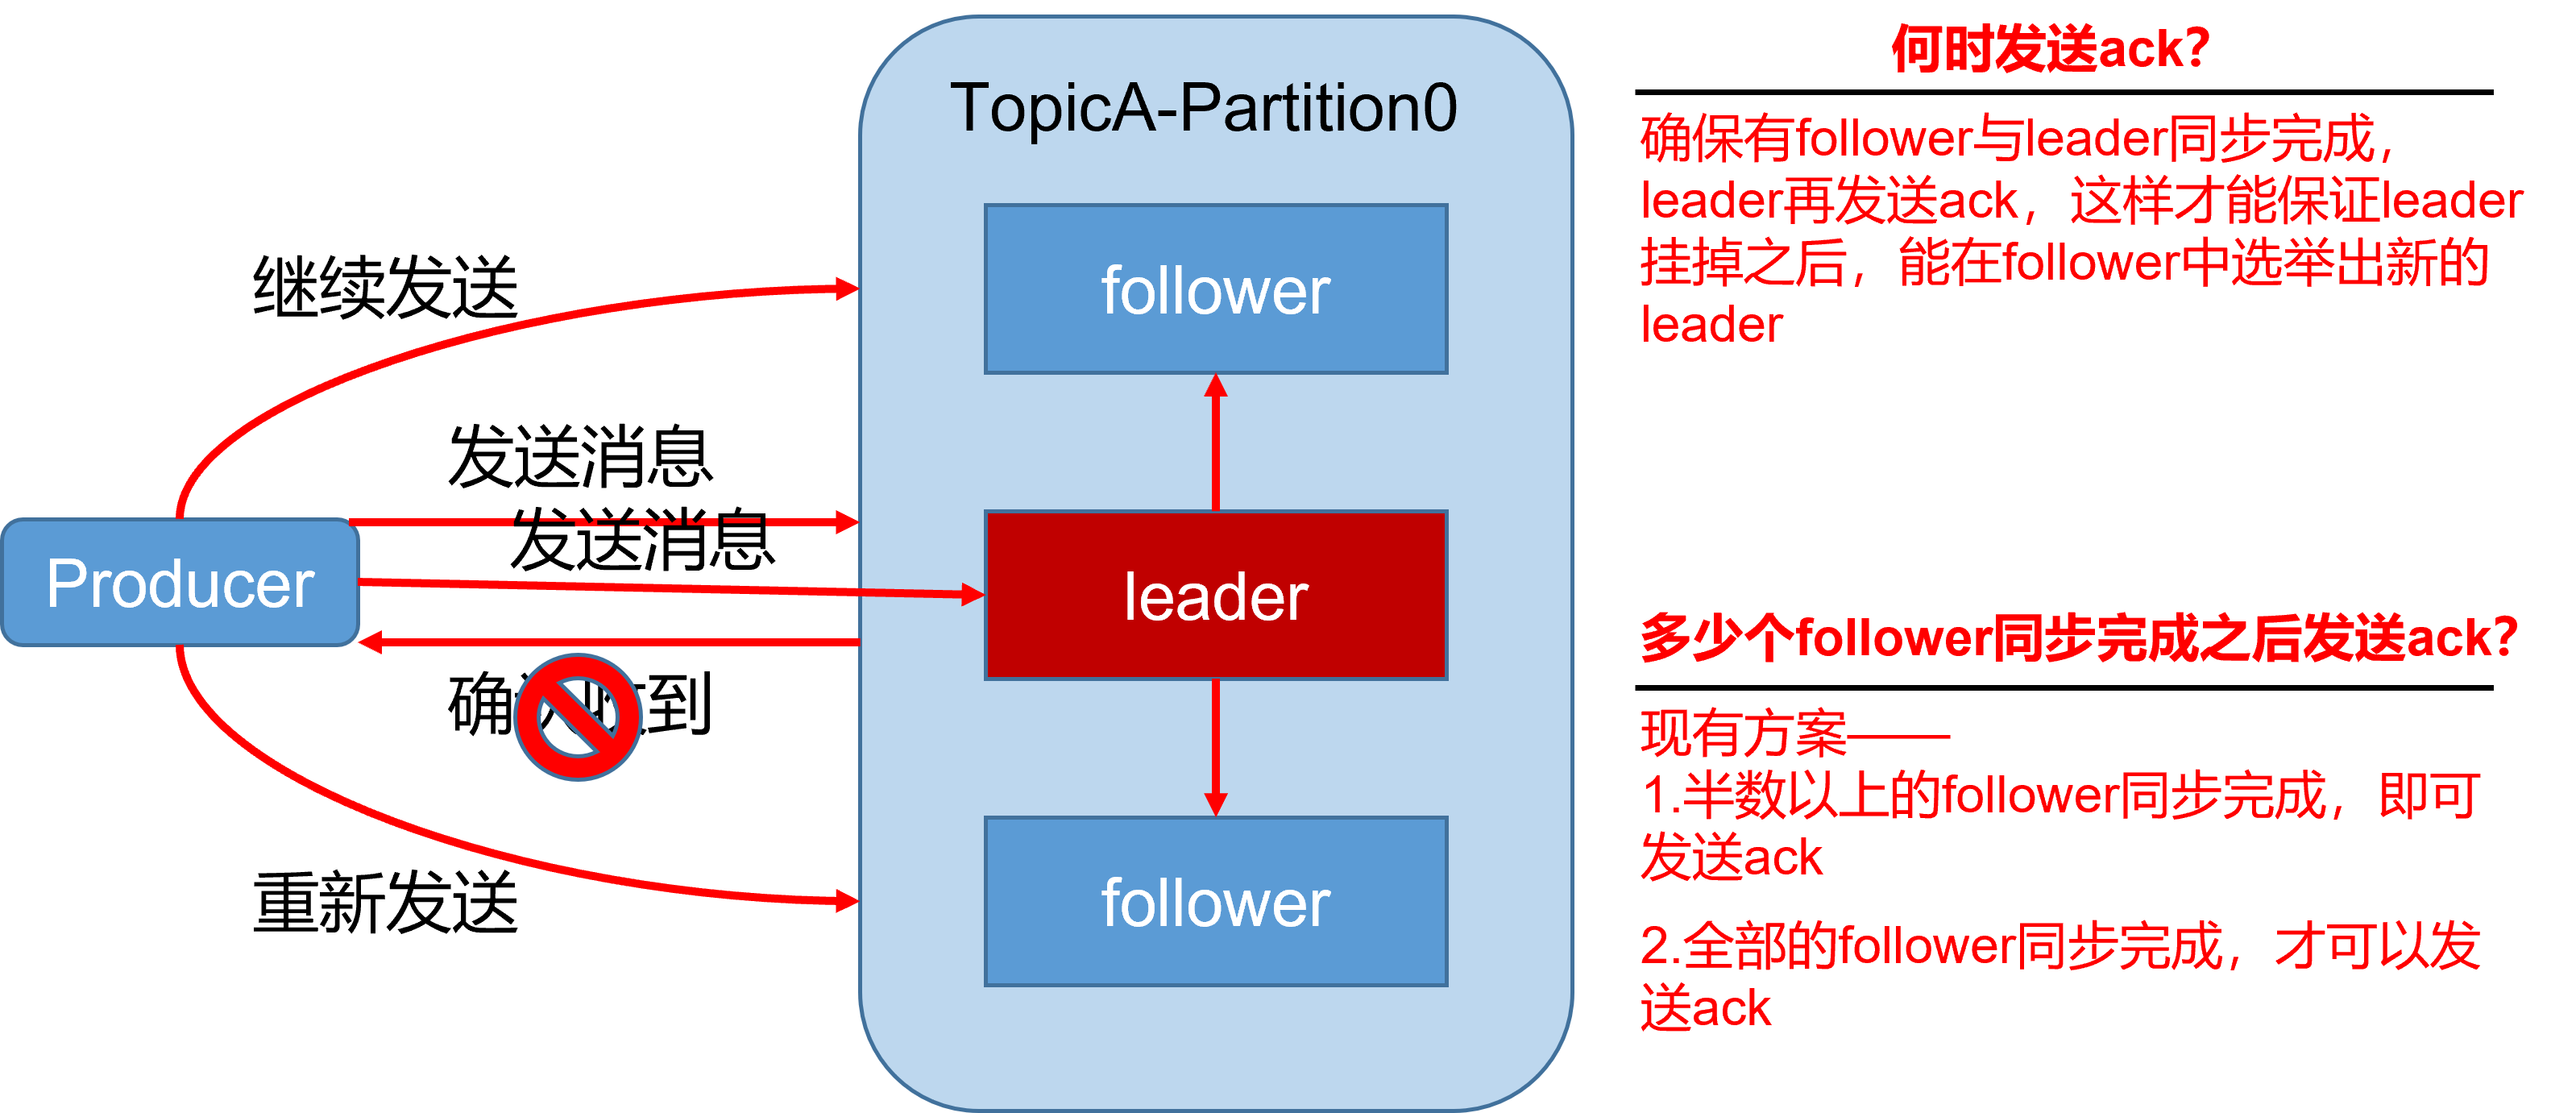 TopicA-Partition0
继续发送
follower
发送消息
发送消息
Producer
leader
确认收到
重新发送
follower
何时发送ack?
确保有follower与leader同步完成,
leader再发送ack,这样才能保证leader
挂掉之后,能在follower中选举出新的
leader
多少个follower同步完成之后发送ack?
现有方案——
1.半数以上的follower同步完成,即可
发送ack
2.全部的follower同步完成,才可以发
送ack